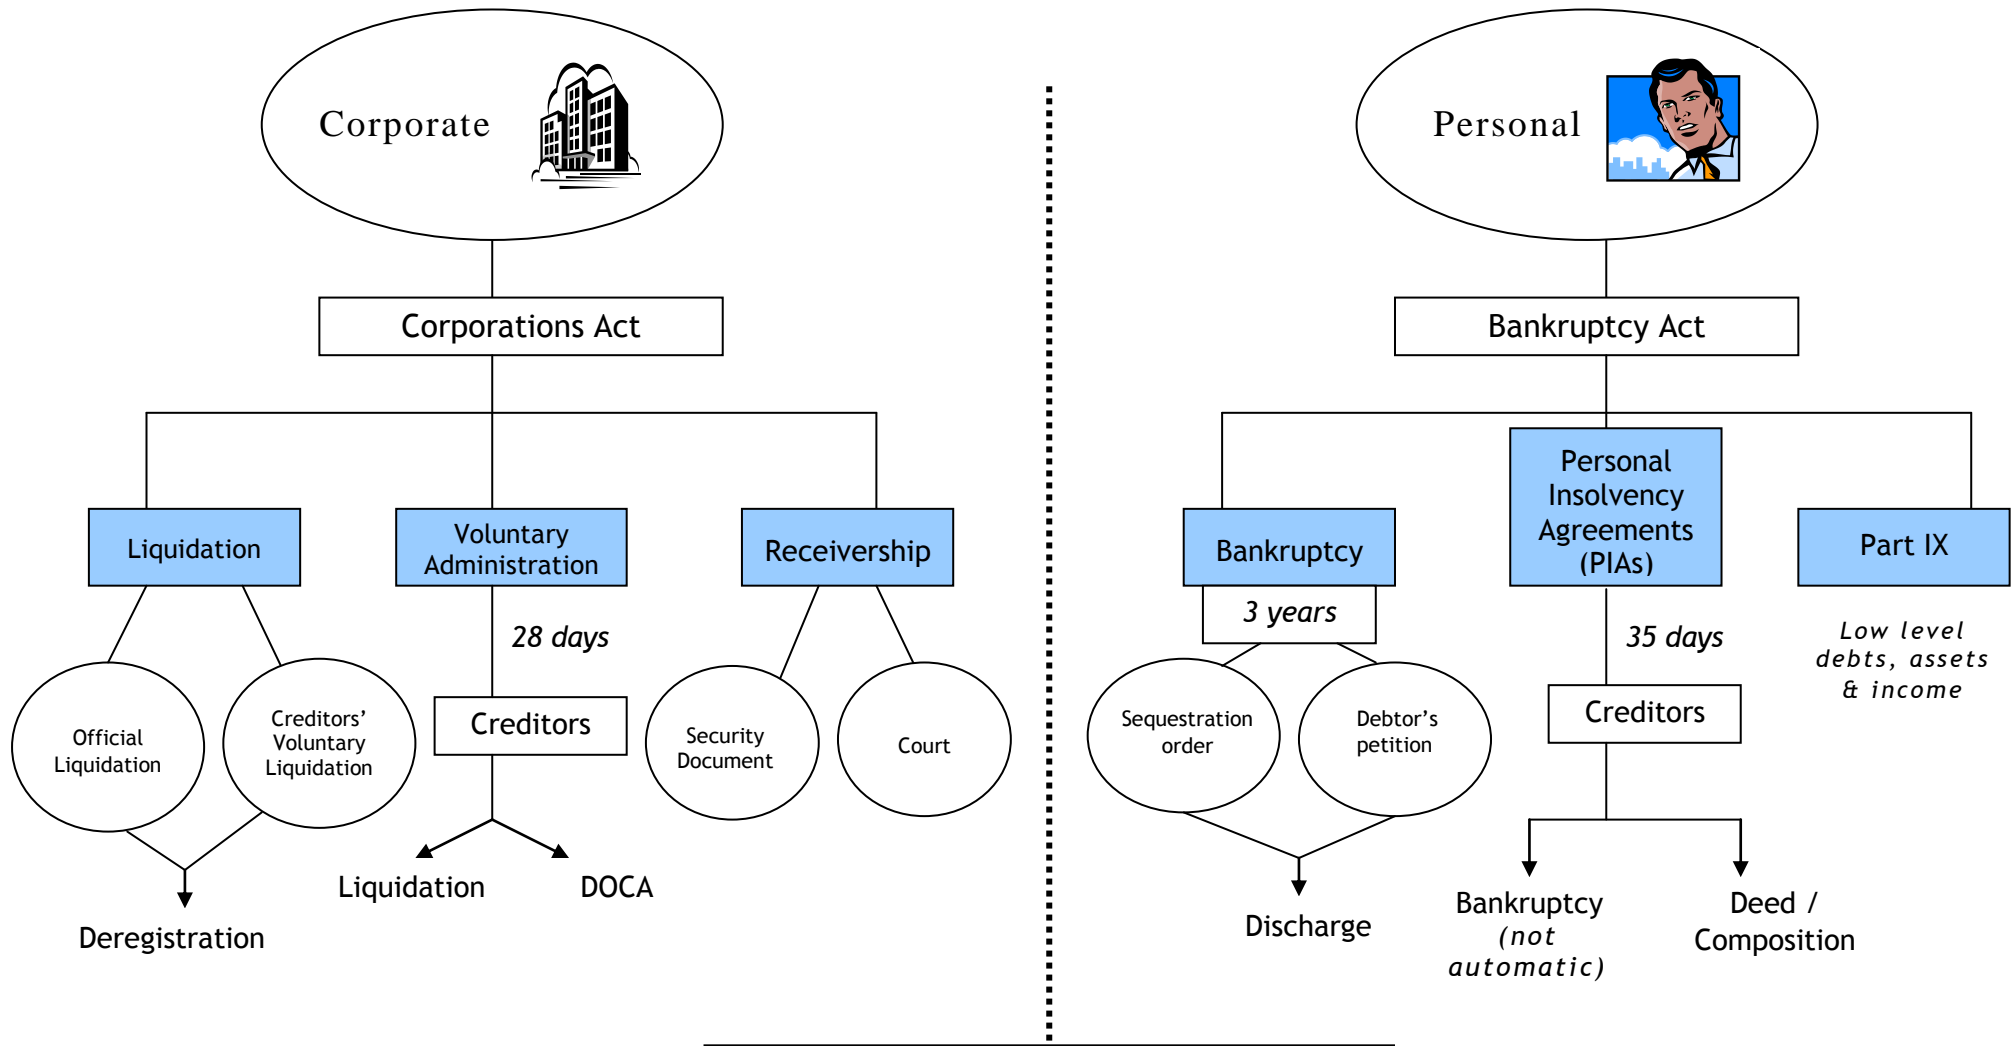 Corporate
Corporations Act
Liquidation
Voluntary
Administration
Receivership
28 days
Official
Liquidation
Creditors’
Voluntary
Liquidation
Creditors
Security
Document
Court
Liquidation
DOCA
Deregistration
Personal
Bankruptcy Act
Bankruptcy
Personal
Insolvency
Agreements
(PIAs)
Part IX
3 years
35 days
Low level
debts, assets
& income
Sequestration
order
Debtor’s
petition
Creditors
Discharge
Bankruptcy
(not
automatic)
Deed /
Composition